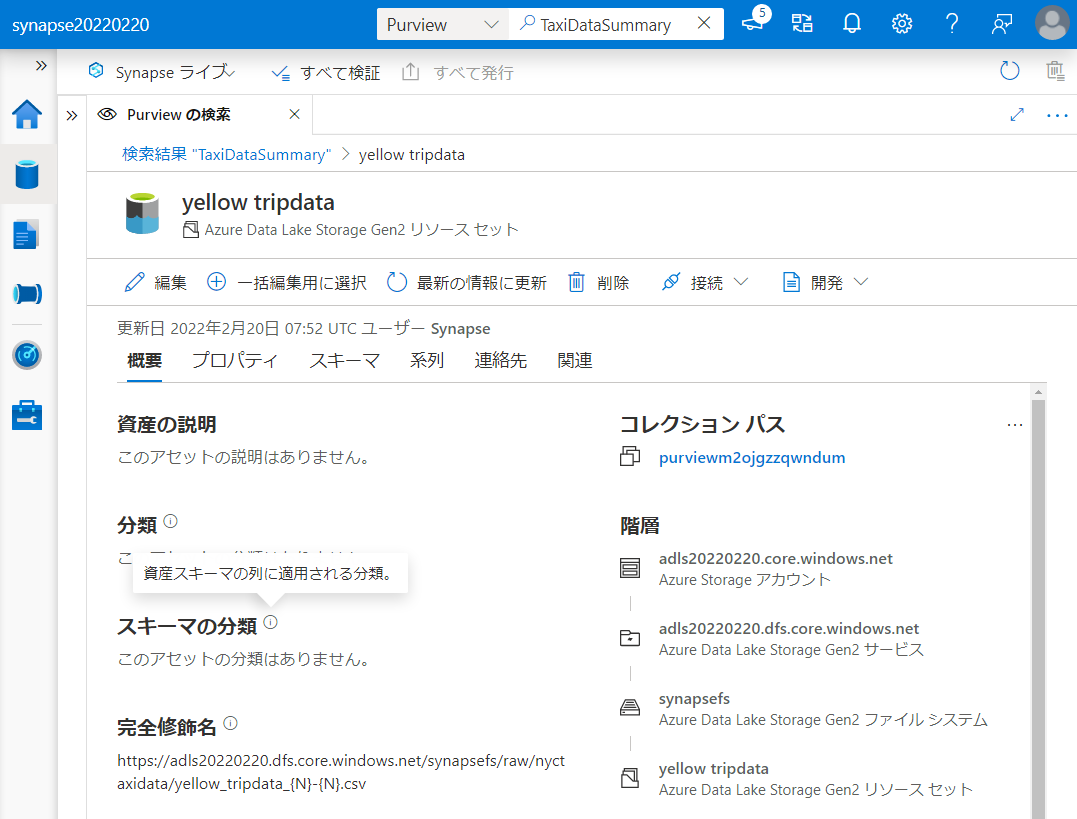 synapse20220220
Purview
TaxiDataSummary
5
Synapse ライブ
すべて検証
すべて発行
Purview の検索
検索結果 "TaxiDataSummary" > yellow tripdata
yellow tripdata
Azure Data Lake Storage Gen2 リソース セット
編集
一括編集用に選択
最新の情報に更新
削除
接続
開発
更新日 2022年2月20日 07:52 UTC ユーザー Synapse
概要
プロパティ
スキーマ
系列
連絡先
関連
資産の説明
このアセットの説明はありません。
分類
資産スキーマの列に適用される分類。
スキーマの分類
このアセットの分類はありません。
完全修飾名
https://adls20220220.dfs.core.windows.net/synapsefs/raw/nyct
axidata/yellow_tripdata_{N}-{N}.csv
コレクション パス
purviewm2ojgzzqwndum
階層
adls20220220.core.windows.net
Azure Storage アカウント
adls20220220.dfs.core.windows.net
Azure Data Lake Storage Gen2 サービス
synapsefs
Azure Data Lake Storage Gen2 ファイル システム
yellow tripdata
Azure Data Lake Storage Gen2 リソース セット